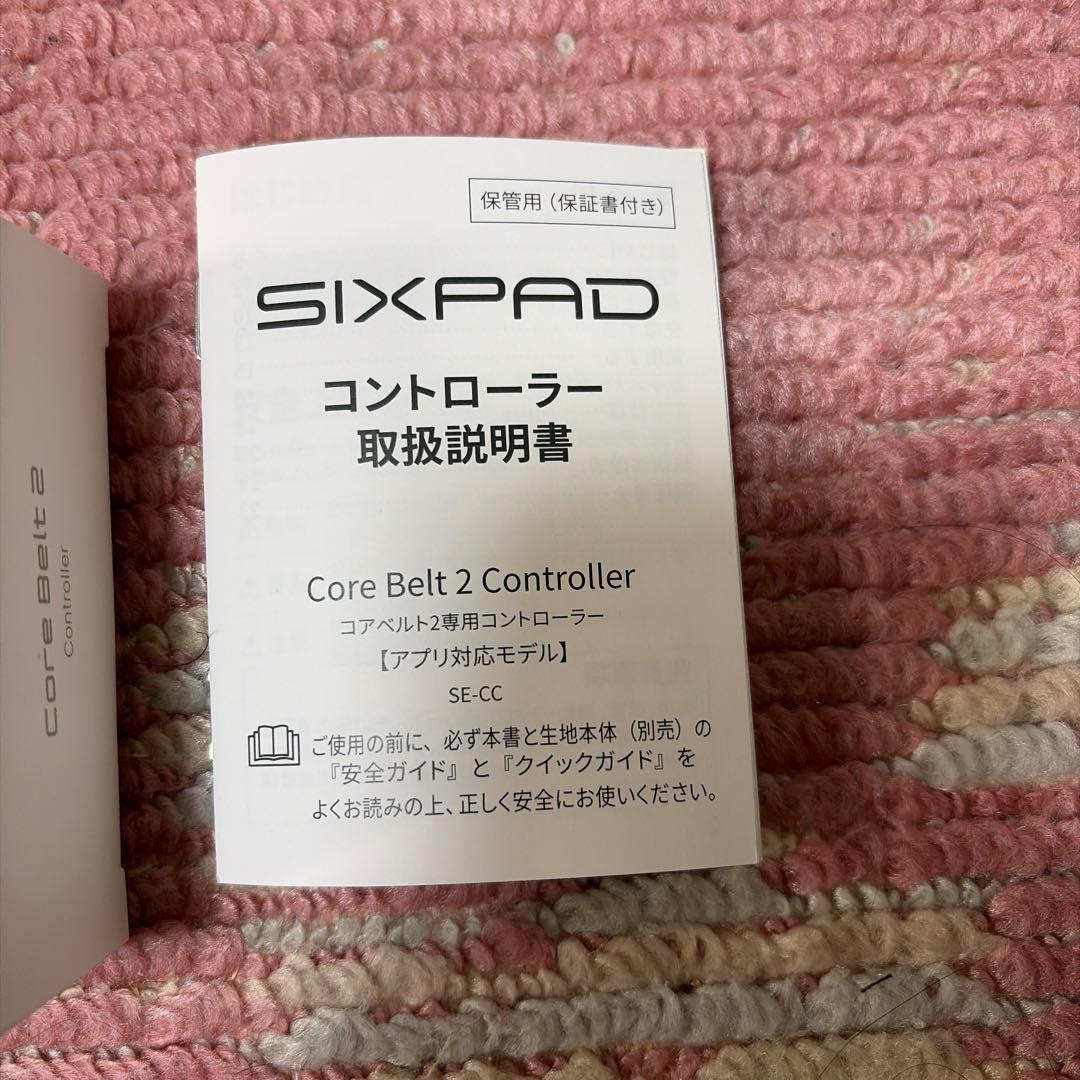 保管用（保証書付き）
SIXPAD
コントローラー
取扱説明書
Core Belt 2 Controller
コアベルト2専用コントローラー
【アプリ対応モデル】
SE-CC
ご使用の前に、必ず本書と生地本体（別売）の
『安全ガイド』と『クイックガイド』を
よくお読みの上、正しく安全にお使いください。
Core Belt 2
Controller